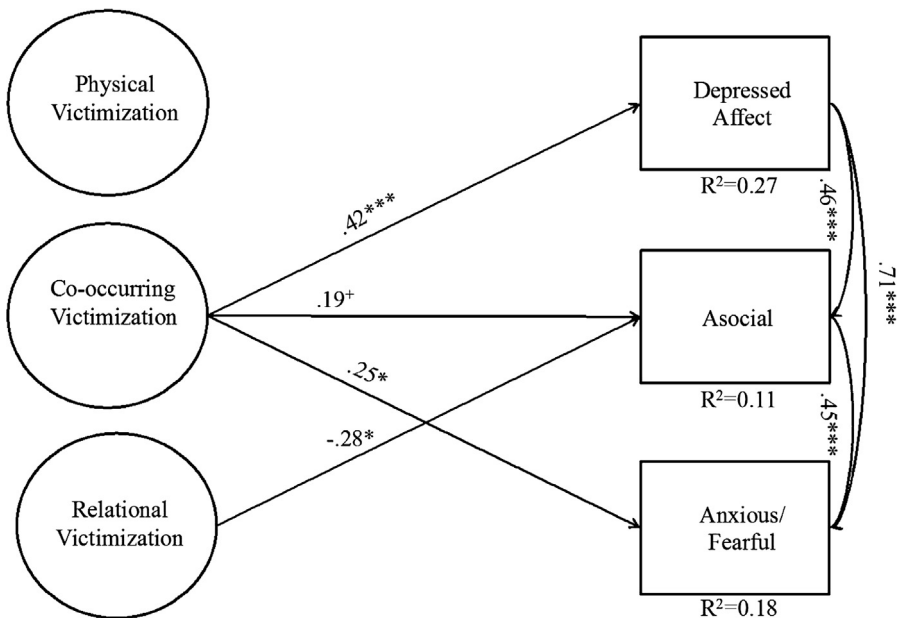 Physical
Victimization
Depressed
Affect
R²=0.27
.42***
.46***
Co-occurring
Victimization
.19⁺
Asocial
R²=0.11
.71***
.25*
-.28*
.45***
Relational
Victimization
Anxious/
Fearful
R²=0.18